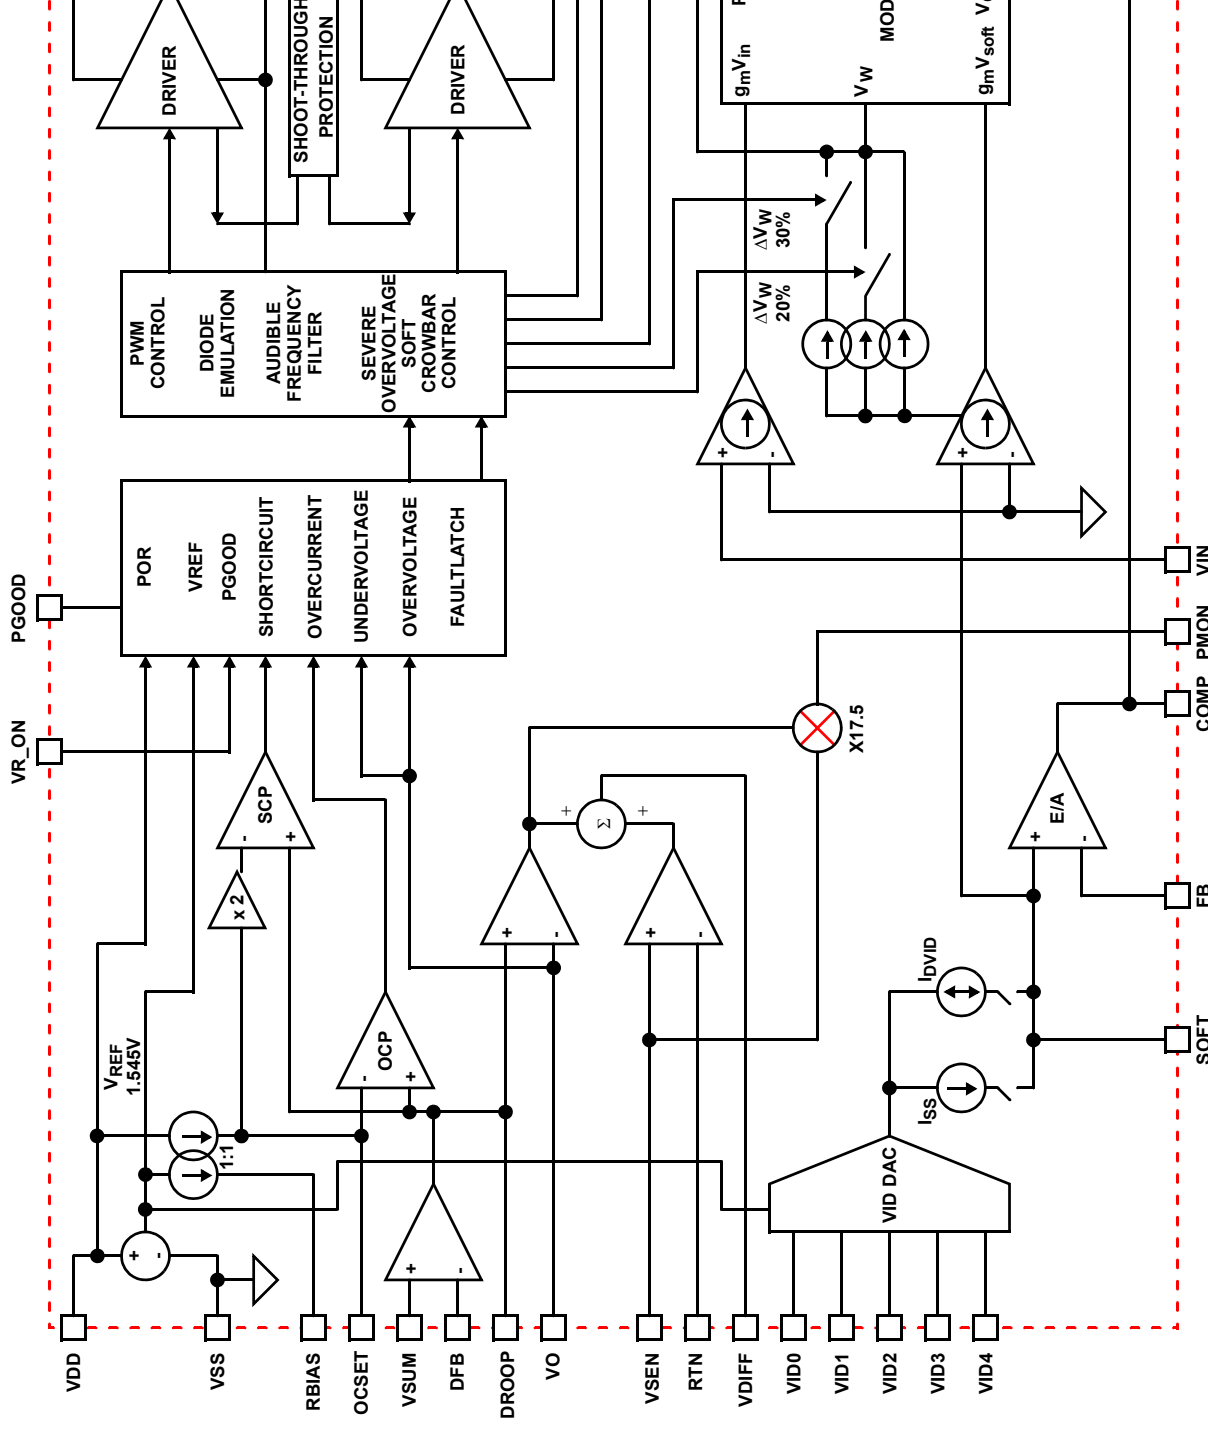 DRIVER
SHOOT-THROUGH
PROTECTION
DRIVER
gmVin
MOD
VW
gmVsoft
ΔVW
30%
ΔVW
20%
PWM
CONTROL
DIODE
EMULATION
AUDIBLE
FREQUENCY
FILTER
SEVERE
OVERVOLTAGE
SOFT
CROWBAR
CONTROL
+
-
+
-
PGOOD
POR
VREF
PGOOD
SHORTCIRCUIT
OVERCURRENT
UNDERVOLTAGE
OVERVOLTAGE
FAULTLATCH
VIN
PMON
COMP
VR_ON
SCP
-
+
x 2
+
Σ
+
X17.5
E/A
+
-
FB
+
-
+
-
VREF
1.545V
OCP
-
+
IDVID
ISS
SOFT
1:1
+
-
+
-
VID DAC
VDD
VSS
RBIAS
OCSET
VSUM
DFB
DROOP
VO
VSEN
RTN
VDIFF
VID0
VID1
VID2
VID3
VID4